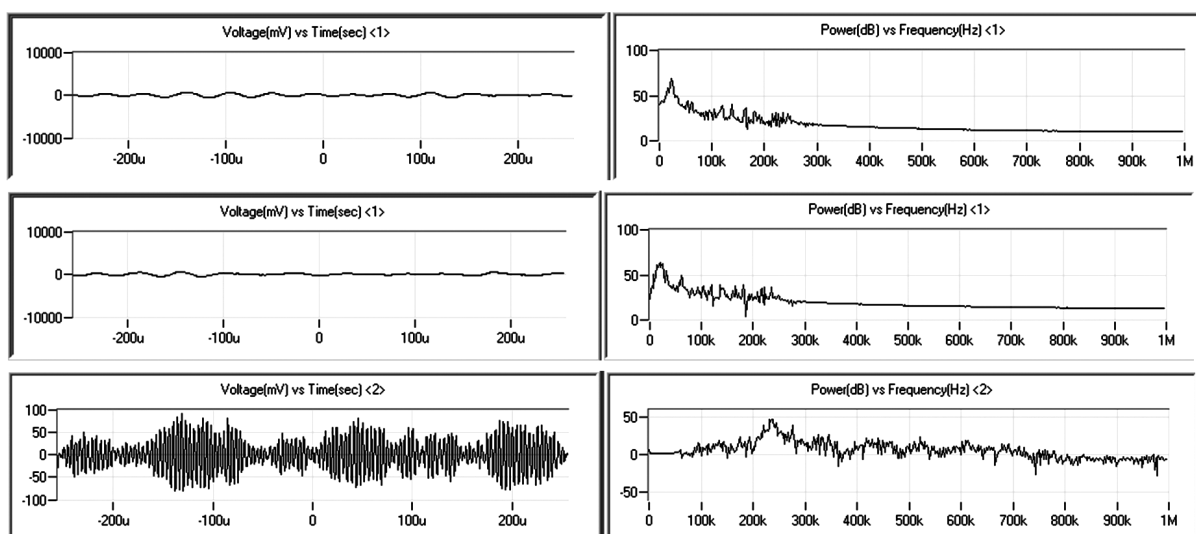 Voltage(mV) vs Time(sec) <1>
10000
0
-10000
-200u -100u 0 100u 200u
Power(dB) vs Frequency(Hz) <1>
100
50
0
0 100k 200k 300k 400k 500k 600k 700k 800k 900k 1M
Voltage(mV) vs Time(sec) <1>
10000
0
-10000
-200u -100u 0 100u 200u
Power(dB) vs Frequency(Hz) <1>
100
50
0
0 100k 200k 300k 400k 500k 600k 700k 800k 900k 1M
Voltage(mV) vs Time(sec) <2>
100
50
0
-50
-100
-200u -100u 0 100u 200u
Power(dB) vs Frequency(Hz) <2>
50
0
-50
0 100k 200k 300k 400k 500k 600k 700k 800k 900k 1M